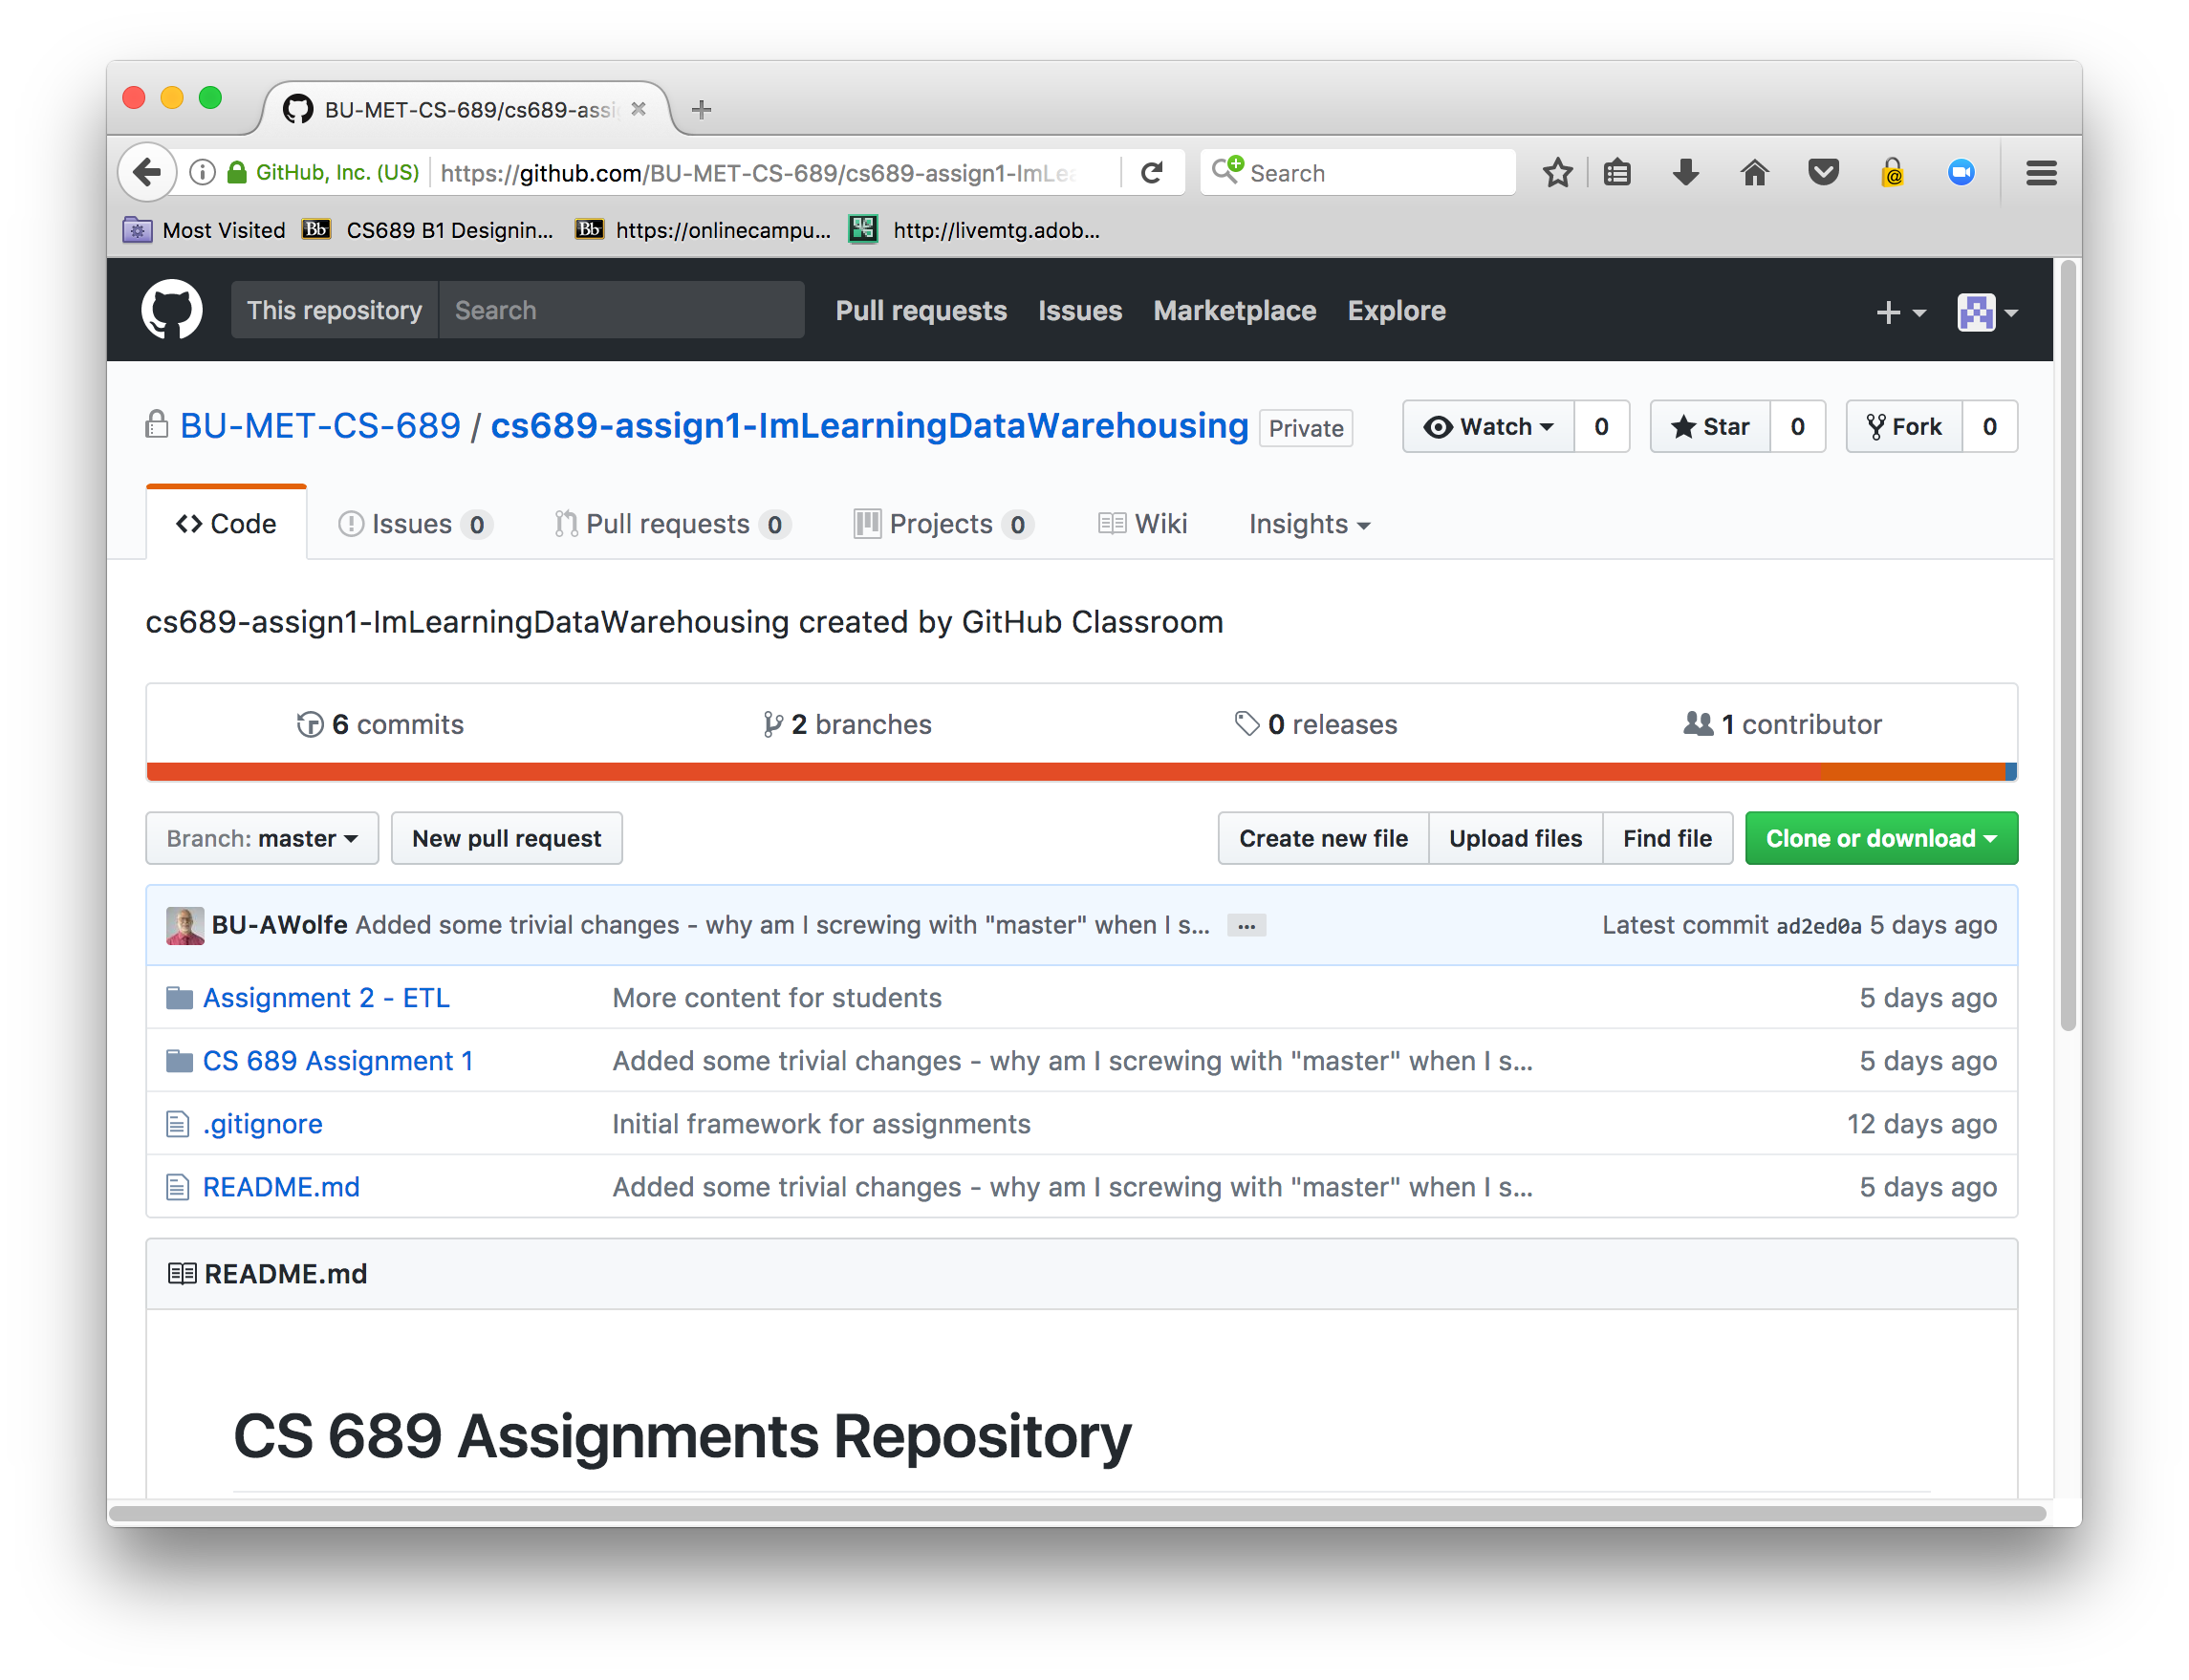 BU-MET-CS-689/cs689-assi
GitHub, Inc. (US) https://github.com/BU-MET-CS-689/cs689-assign1-ImLea Search
Most Visited Bb CS689 B1 Designin... Bb https://onlinecampu... http://livemtg.adob...
This repository Search Pull requests Issues Marketplace Explore
BU-MET-CS-689 / cs689-assign1-ImLearningDataWarehousing Private Watch 0 Star 0 Fork 0
Code Issues 0 Pull requests 0 Projects 0 Wiki Insights
cs689-assign1-ImLearningDataWarehousing created by GitHub Classroom
6 commits 2 branches 0 releases 1 contributor
Branch: master New pull request Create new file Upload files Find file Clone or download
BU-AWolfe Added some trivial changes - why am I screwing with "master" when I s... ... Latest commit ad2ed0a 5 days ago
Assignment 2 - ETL More content for students 5 days ago
CS 689 Assignment 1 Added some trivial changes - why am I screwing with "master" when I s... 5 days ago
.gitignore Initial framework for assignments 12 days ago
README.md Added some trivial changes - why am I screwing with "master" when I s... 5 days ago
README.md
CS 689 Assignments Repository